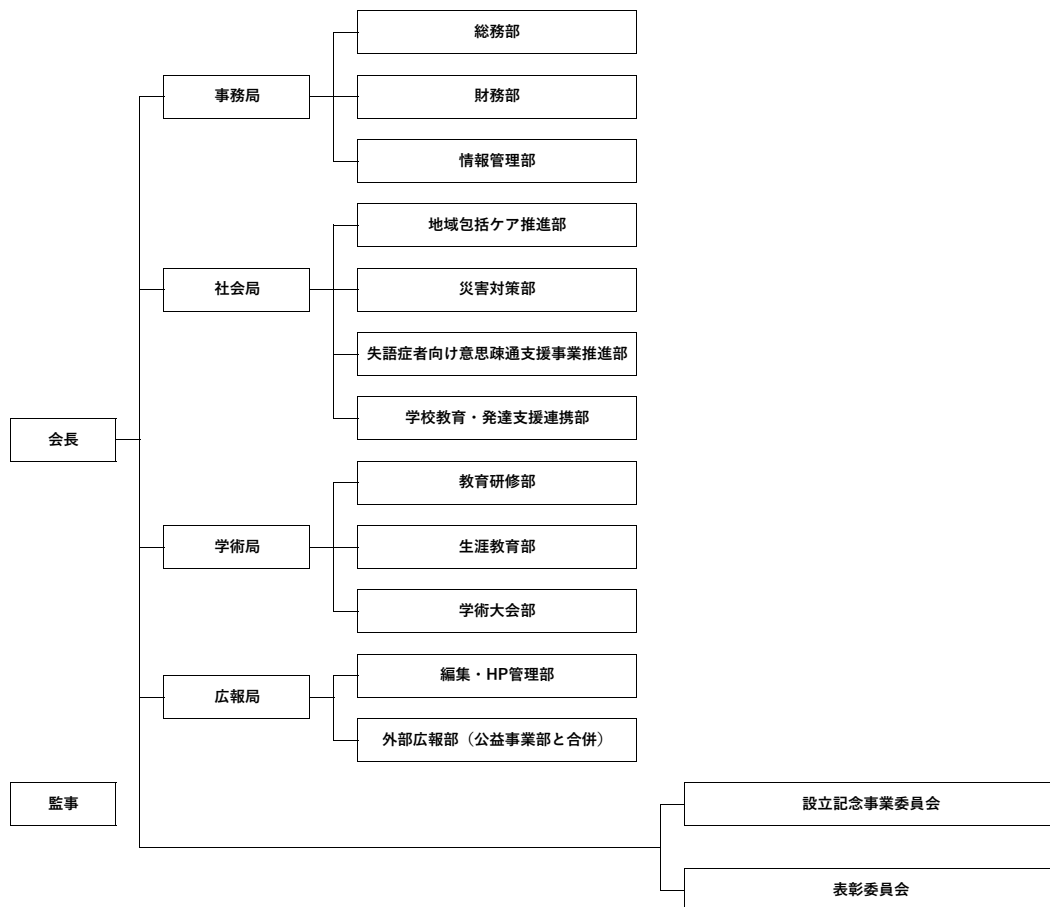 総務部
事務局
財務部
情報管理部
地域包括ケア推進部
社会局
災害対策部
失語症者向け意思疎通支援事業推進部
学校教育・発達支援連携部
会長
教育研修部
学術局
生涯教育部
学術大会部
編集・HP管理部
広報局
外部広報部（公益事業部と合併）
監事
設立記念事業委員会
表彰委員会